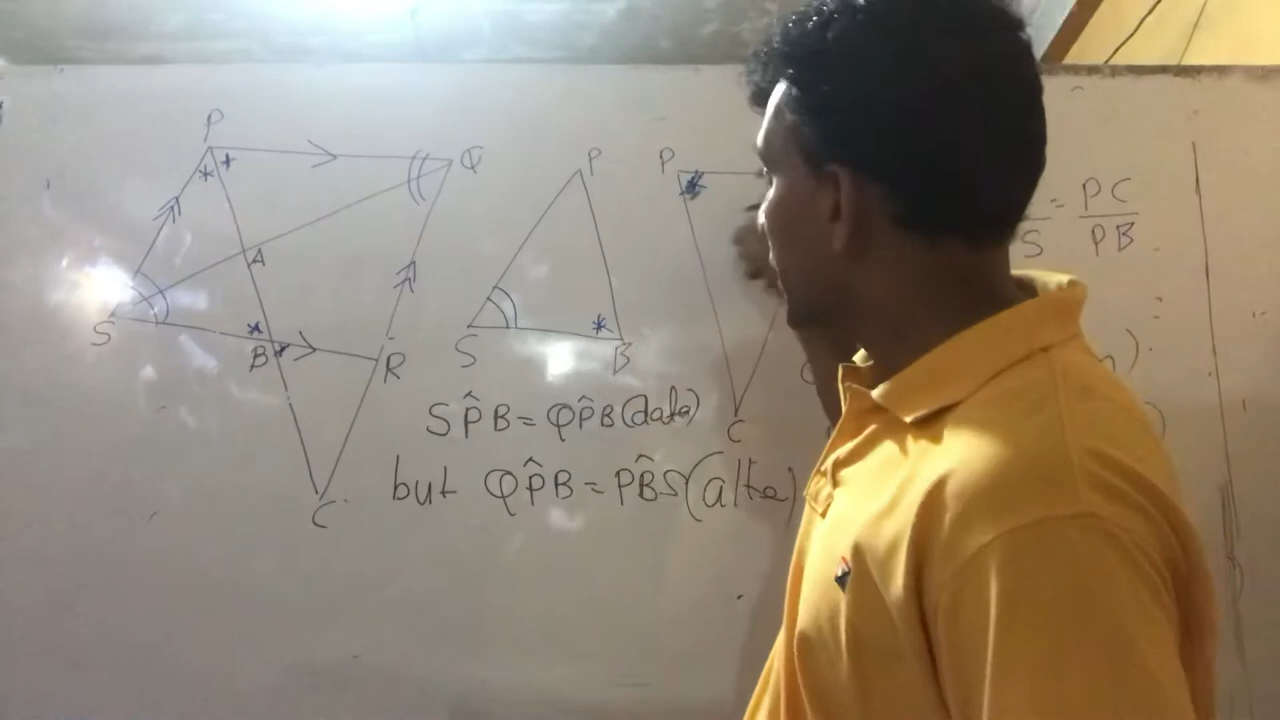 P
Q
A
S
B
R
C
P
S
B
P
C
S = PC
PB
SP̂B = QP̂B (data)
but QP̂B = PB̂S (alte)